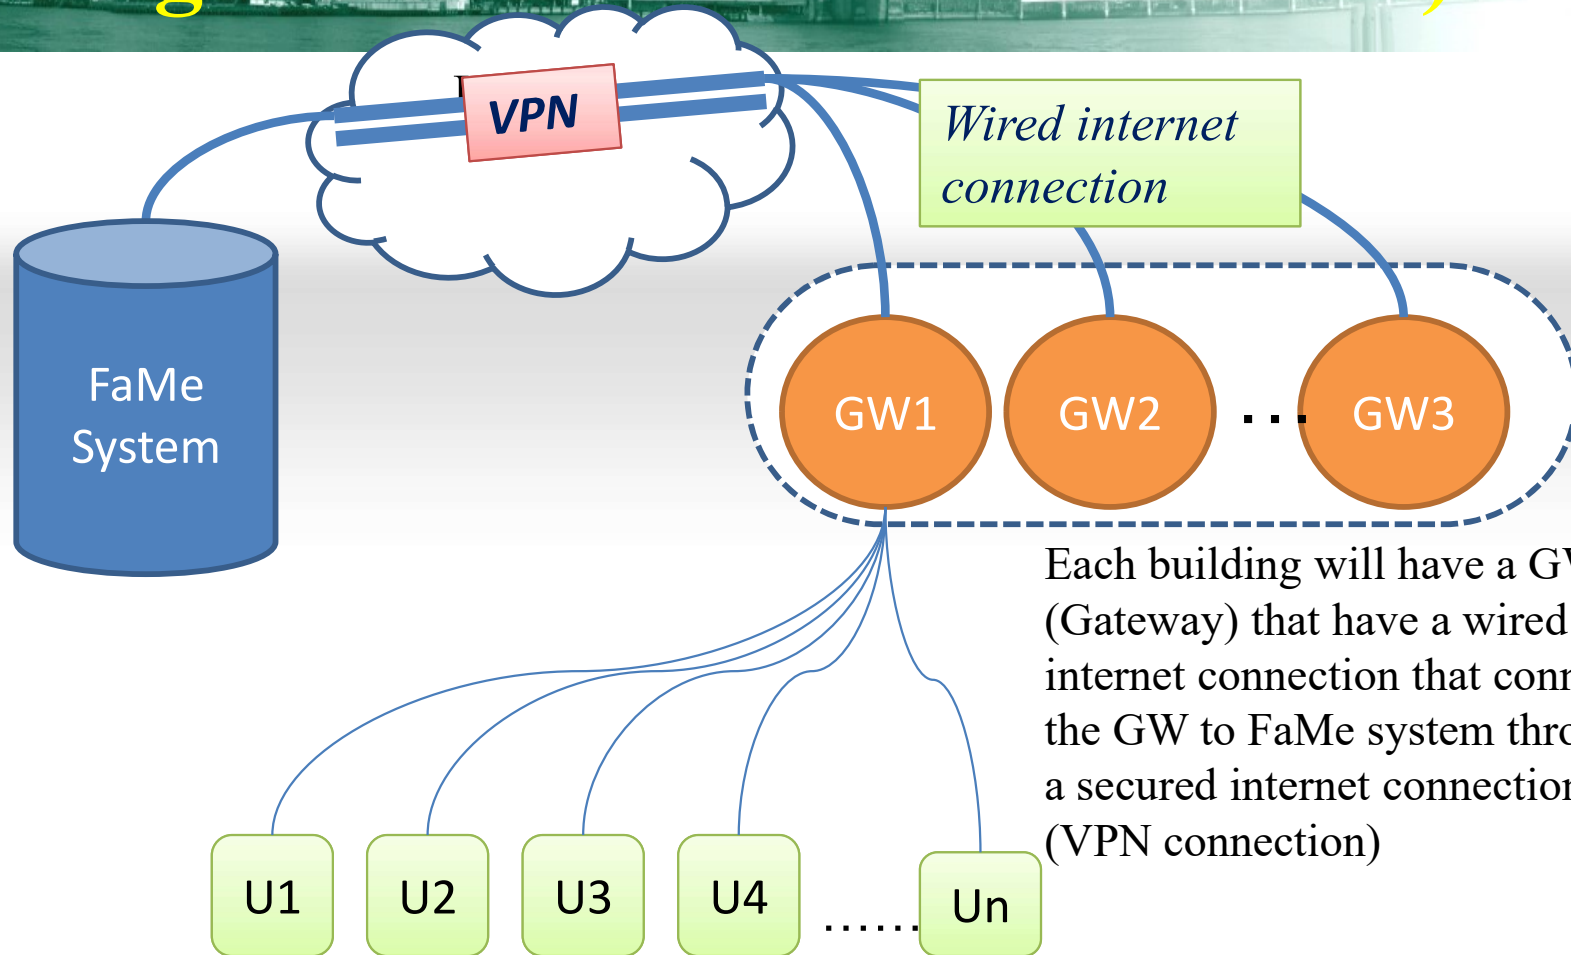 VPN
Wired internet
connection
FaMe
System
GW1
GW2
...
GW3
Each building will have a
(Gateway) that have a wired
internet connection that
the GW to FaMe system
a secured internet connection
(VPN connection)
U1
U2
U3
U4
......
Un